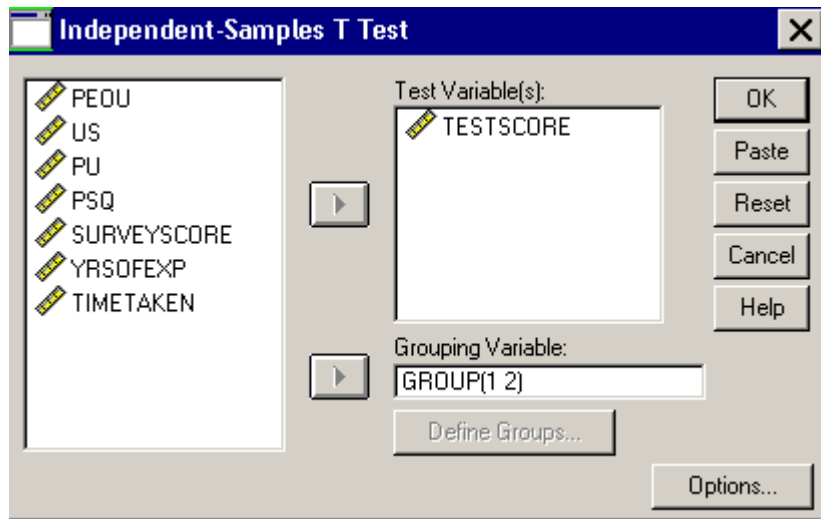 Independent-Samples T Test
PEOU
US
PU
PSQ
SURVEYSCORE
YRSOFEXP
TIMETAKEN
Test Variable(s):
TESTSCORE
Grouping Variable:
GROUP(1 2)
Define Groups...
OK
Paste
Reset
Cancel
Help
Options...